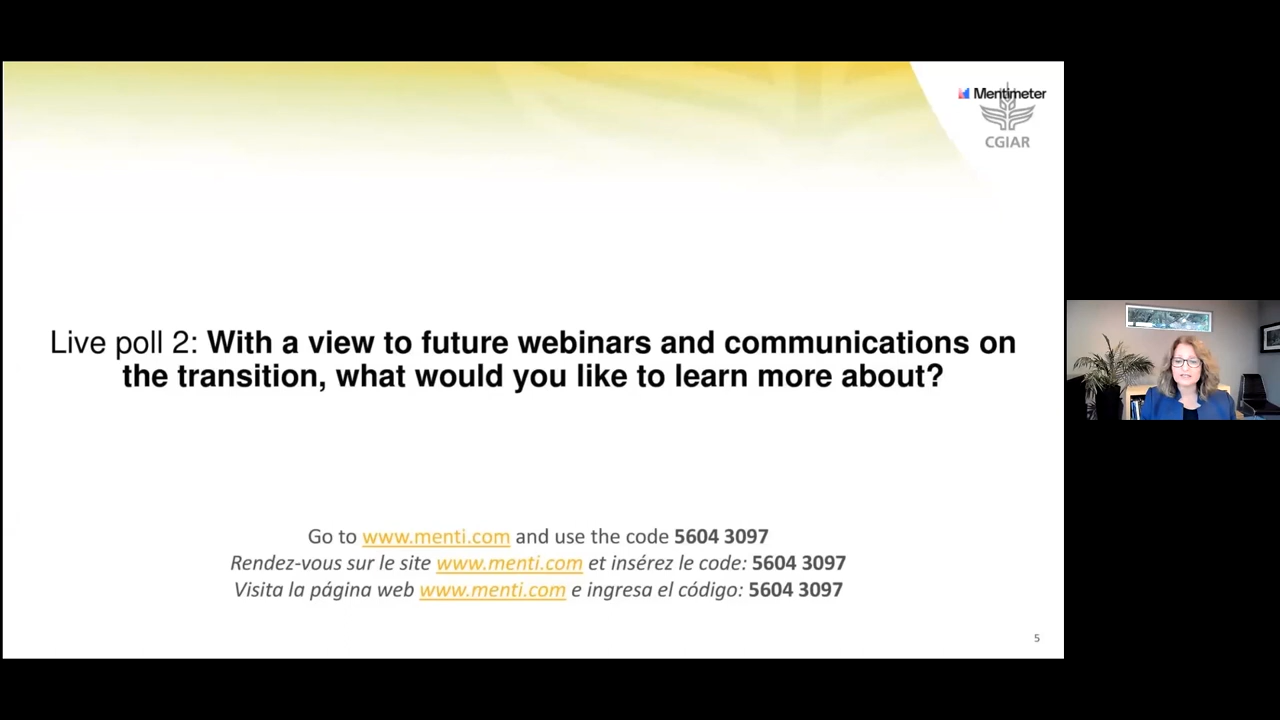 Mentimeter
CGIAR
Live poll 2: With a view to future webinars and communications on
the transition, what would you like to learn more about?
Go to www.menti.com and use the code 5604 3097
Rendez-vous sur le site www.menti.com et insérez le code: 5604 3097
Visita la página web www.menti.com e ingresa el código: 5604 3097
5